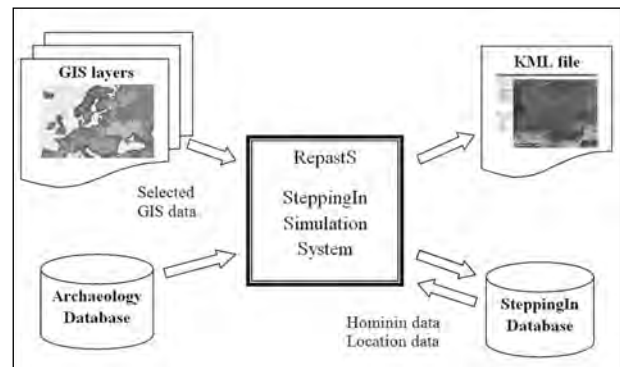 GIS layers
Selected
GIS data
Archaeology
Database
RepastS
SteppingIn
Simulation
System
KML file
SteppingIn
Database
Hominin data
Location data